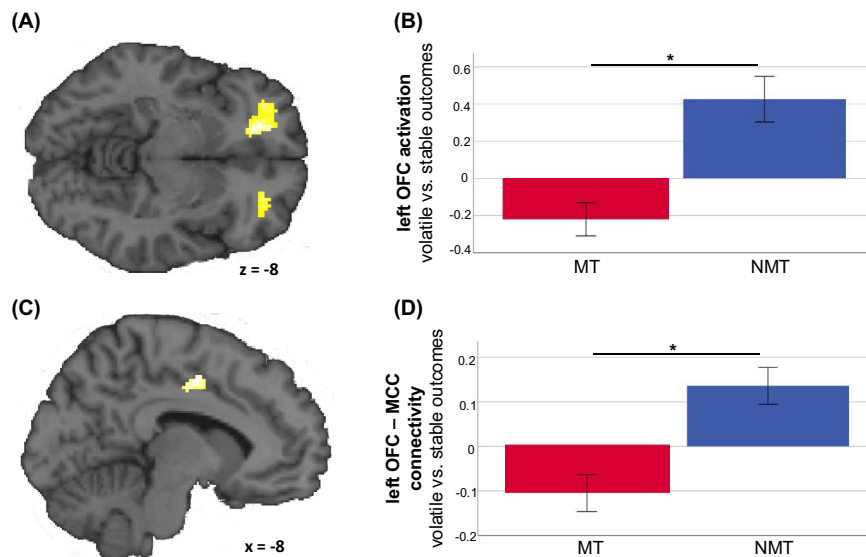 (A)
z = -8
(B)
left OFC activation
volatile vs. stable outcomes
0.6
0.4
0.2
0
-0.2
-0.4
MT
NMT
*
(C)
x = -8
(D)
left OFC – MCC
connectivity
volatile vs. stable outcomes
0.2
0.1
0
-0.1
-0.2
MT
NMT
*